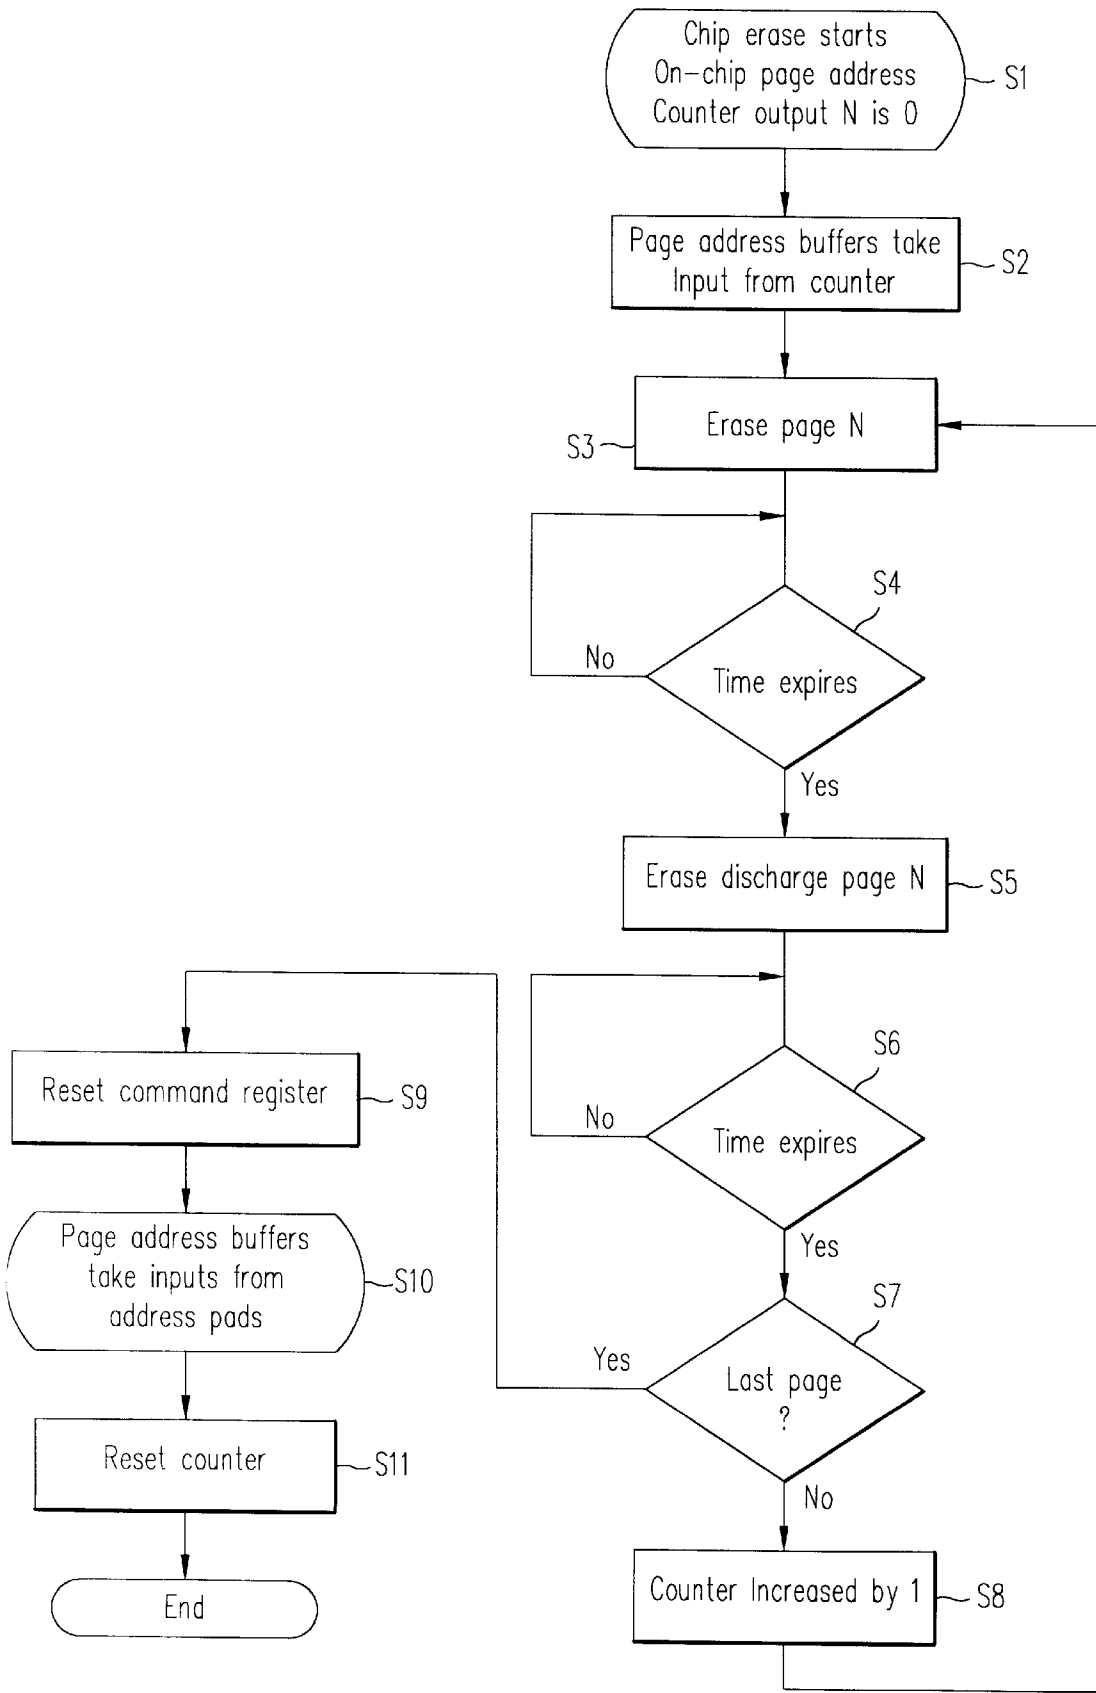 Chip erase starts
On-chip page address
Counter output N is 0
S1
Page address buffers take
Input from counter
S2
Erase page N
S3
S4
Time expires
No
Yes
Erase discharge page N
S5
S6
Time expires
No
Yes
S7
Last page
?
Yes
No
Counter Increased by 1
S8
Reset command register
S9
Page address buffers
take inputs from
address pads
S10
Reset counter
S11
End